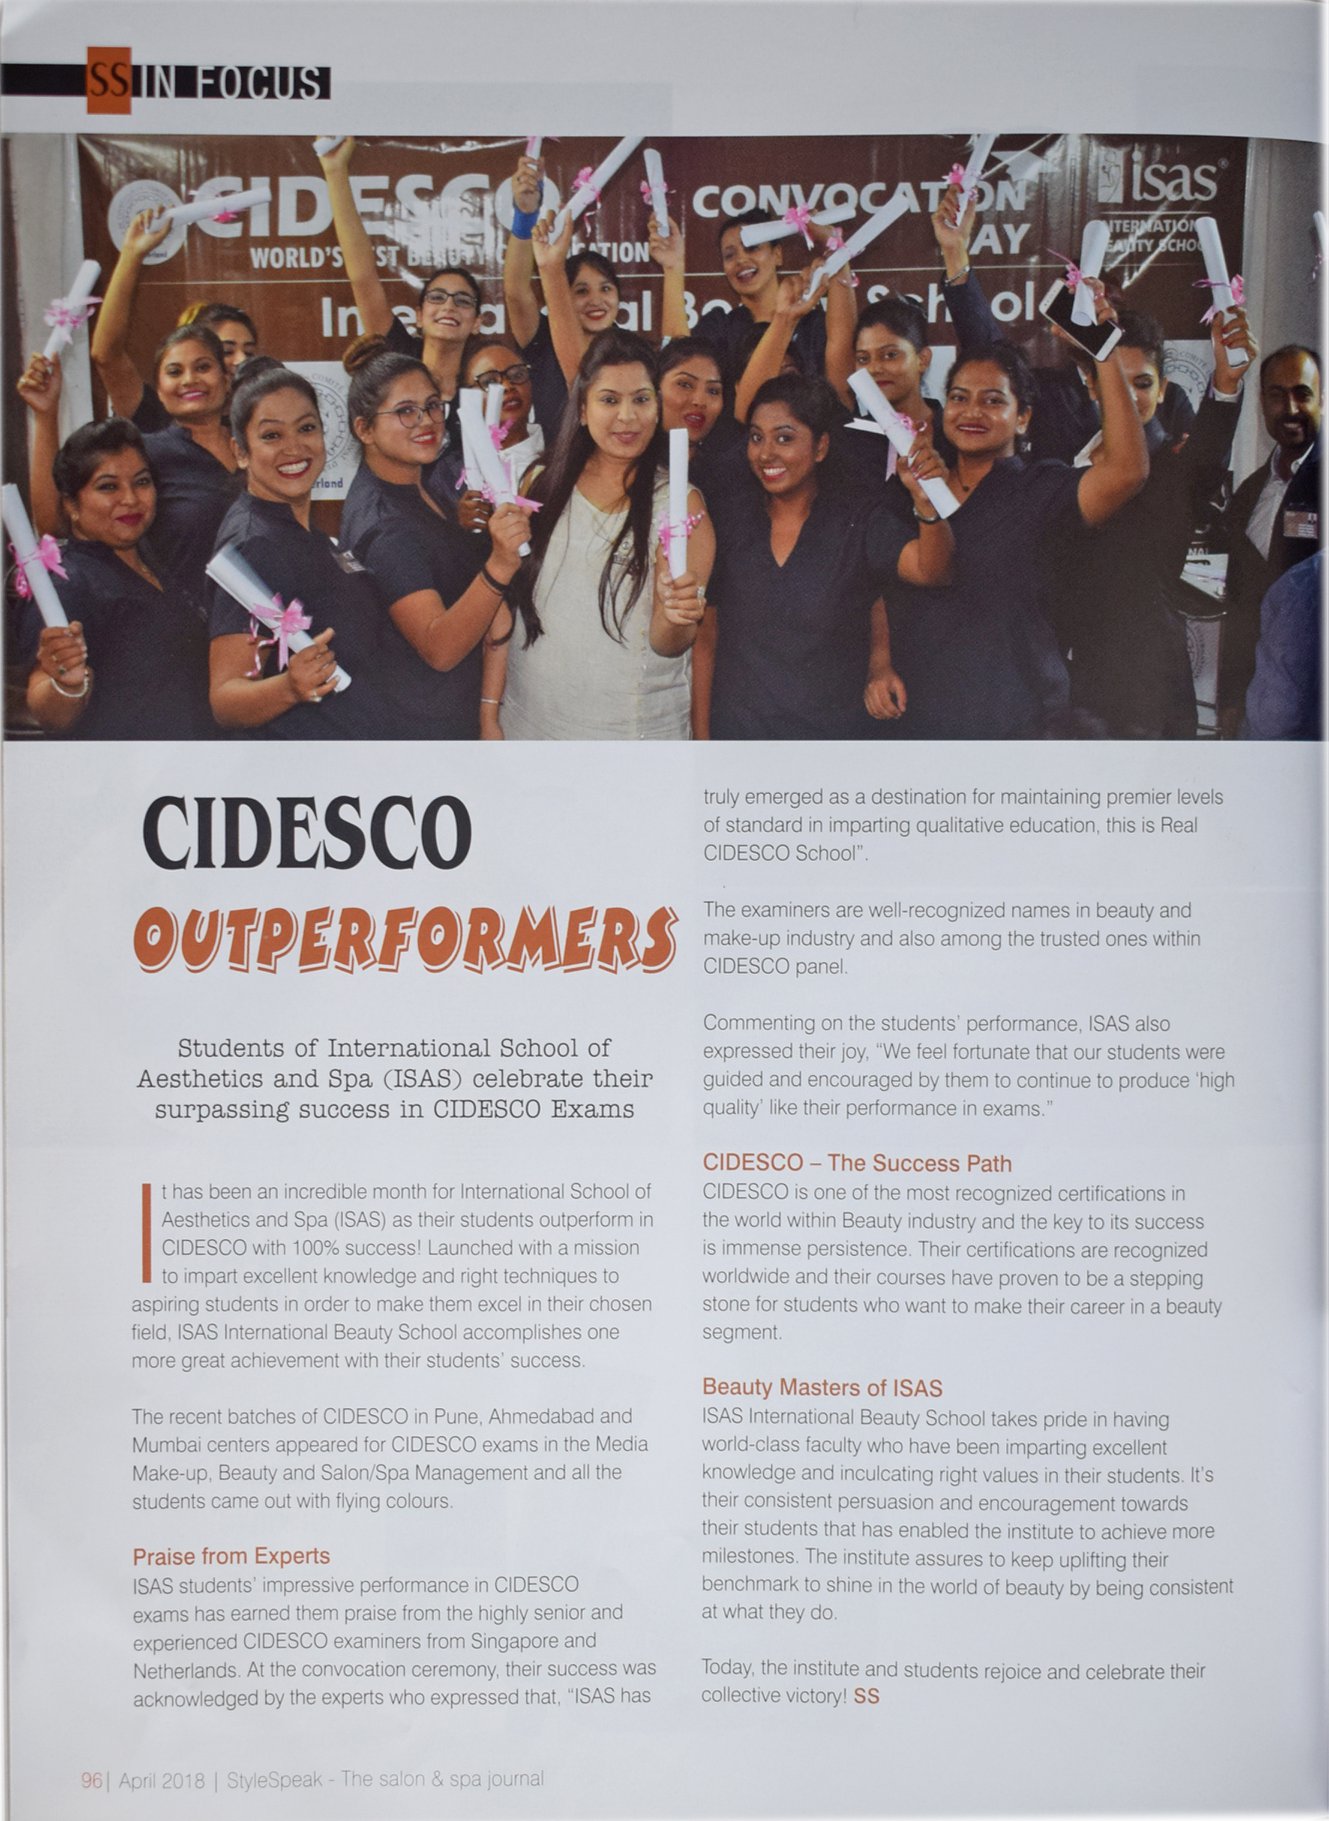 SS IN FOCUS
CIDESCO
WORLD'S
CONVOCATION
DAY
isas®
INTERNATIONAL
BEAUTY SCHOOL
International Beauty School
CIDESCO
OUTPERFORMERS
Students of International School of
Aesthetics and Spa (ISAS) celebrate their
surpassing success in CIDESCO Exams
It has been an incredible month for International School of
Aesthetics and Spa (ISAS) as their students outperform in
CIDESCO with 100% success! Launched with a mission
to impart excellent knowledge and right techniques to
aspiring students in order to make them excel in their chosen
field, ISAS International Beauty School accomplishes one
more great achievement with their students' success.
The recent batches of CIDESCO in Pune, Ahmedabad and
Mumbai centers appeared for CIDESCO exams in the Media
Make-up, Beauty and Salon/Spa Management and all the
students came out with flying colours.
Praise from Experts
ISAS students' impressive performance in CIDESCO
exams has earned them praise from the highly senior and
experienced CIDESCO examiners from Singapore and
Netherlands. At the convocation ceremony, their success was
acknowledged by the experts who expressed that, “ISAS has
truly emerged as a destination for maintaining premier levels
of standard in imparting qualitative education, this is Real
CIDESCO School”.
The examiners are well-recognized names in beauty and
make-up industry and also among the trusted ones within
CIDESCO panel.
Commenting on the students' performance, ISAS also
expressed their joy, “We feel fortunate that our students were
guided and encouraged by them to continue to produce 'high
quality' like their performance in exams.”
CIDESCO – The Success Path
CIDESCO is one of the most recognized certifications in
the world within Beauty industry and the key to its success
is immense persistence. Their certifications are recognized
worldwide and their courses have proven to be a stepping
stone for students who want to make their career in a beauty
segment.
Beauty Masters of ISAS
ISAS International Beauty School takes pride in having
world-class faculty who have been imparting excellent
knowledge and inculcating right values in their students. It's
their consistent persuasion and encouragement towards
their students that has enabled the institute to achieve more
milestones. The institute assures to keep uplifting their
benchmark to shine in the world of beauty by being consistent
at what they do.
Today, the institute and students rejoice and celebrate their
collective victory! SS
96 | April 2018 | StyleSpeak - The salon & spa journal